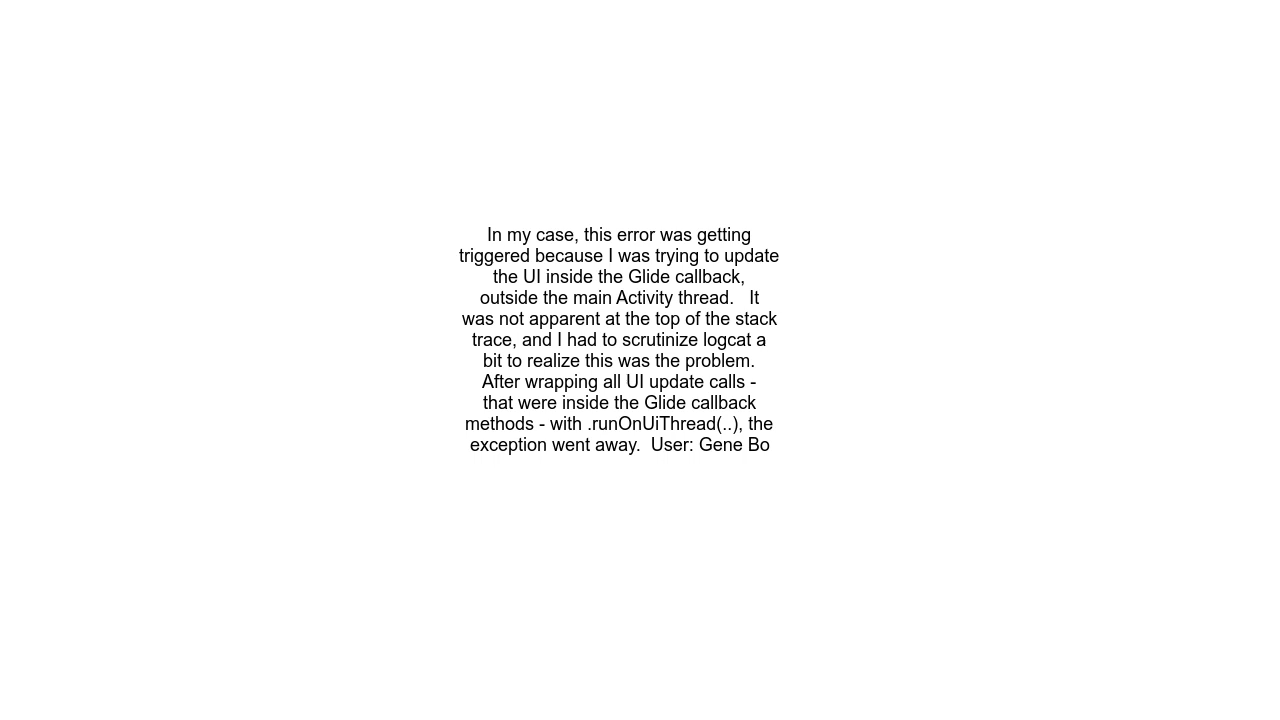 In my case, this error was getting
triggered because I was trying to update
the UI inside the Glide callback,
outside the main Activity thread.   It
was not apparent at the top of the stack
trace, and I had to scrutinize logcat a
bit to realize this was the problem.
After wrapping all UI update calls -
that were inside the Glide callback
methods - with .runOnUiThread(..), the
exception went away.  User: Gene Bo